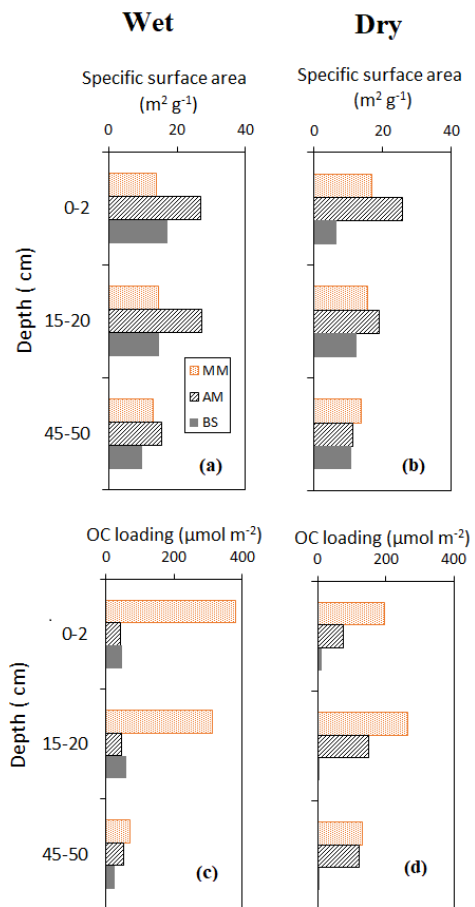 Wet Dry
Specific surface area Specific surface area
(m² g⁻¹) (m² g⁻¹)
0 20 40 0 20 40
Depth ( cm)
0-2
15-20
45-50
MM
AM
BS
(a) (b)
OC loading (µmol m⁻²) OC loading (µmol m⁻²)
0 200 400 0 200 400
Depth ( cm)
0-2
15-20
45-50
(c) (d)